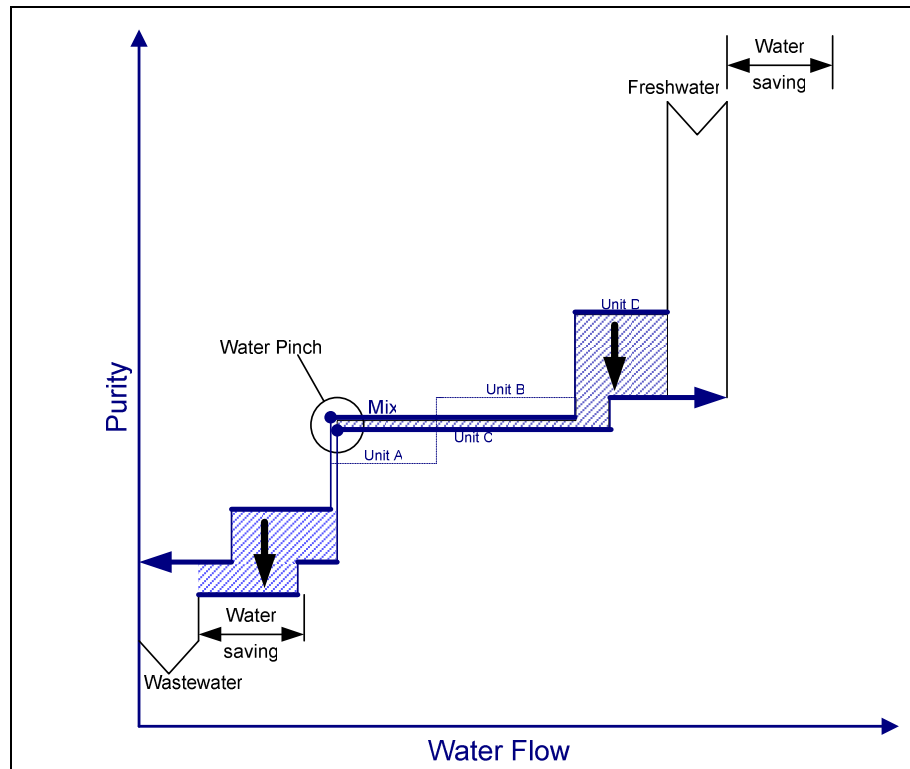 Water
saving
Freshwater
Unit D
Water Pinch
Unit B
Mix
Unit C
Unit A
Purity
Water
saving
Wastewater
Water Flow